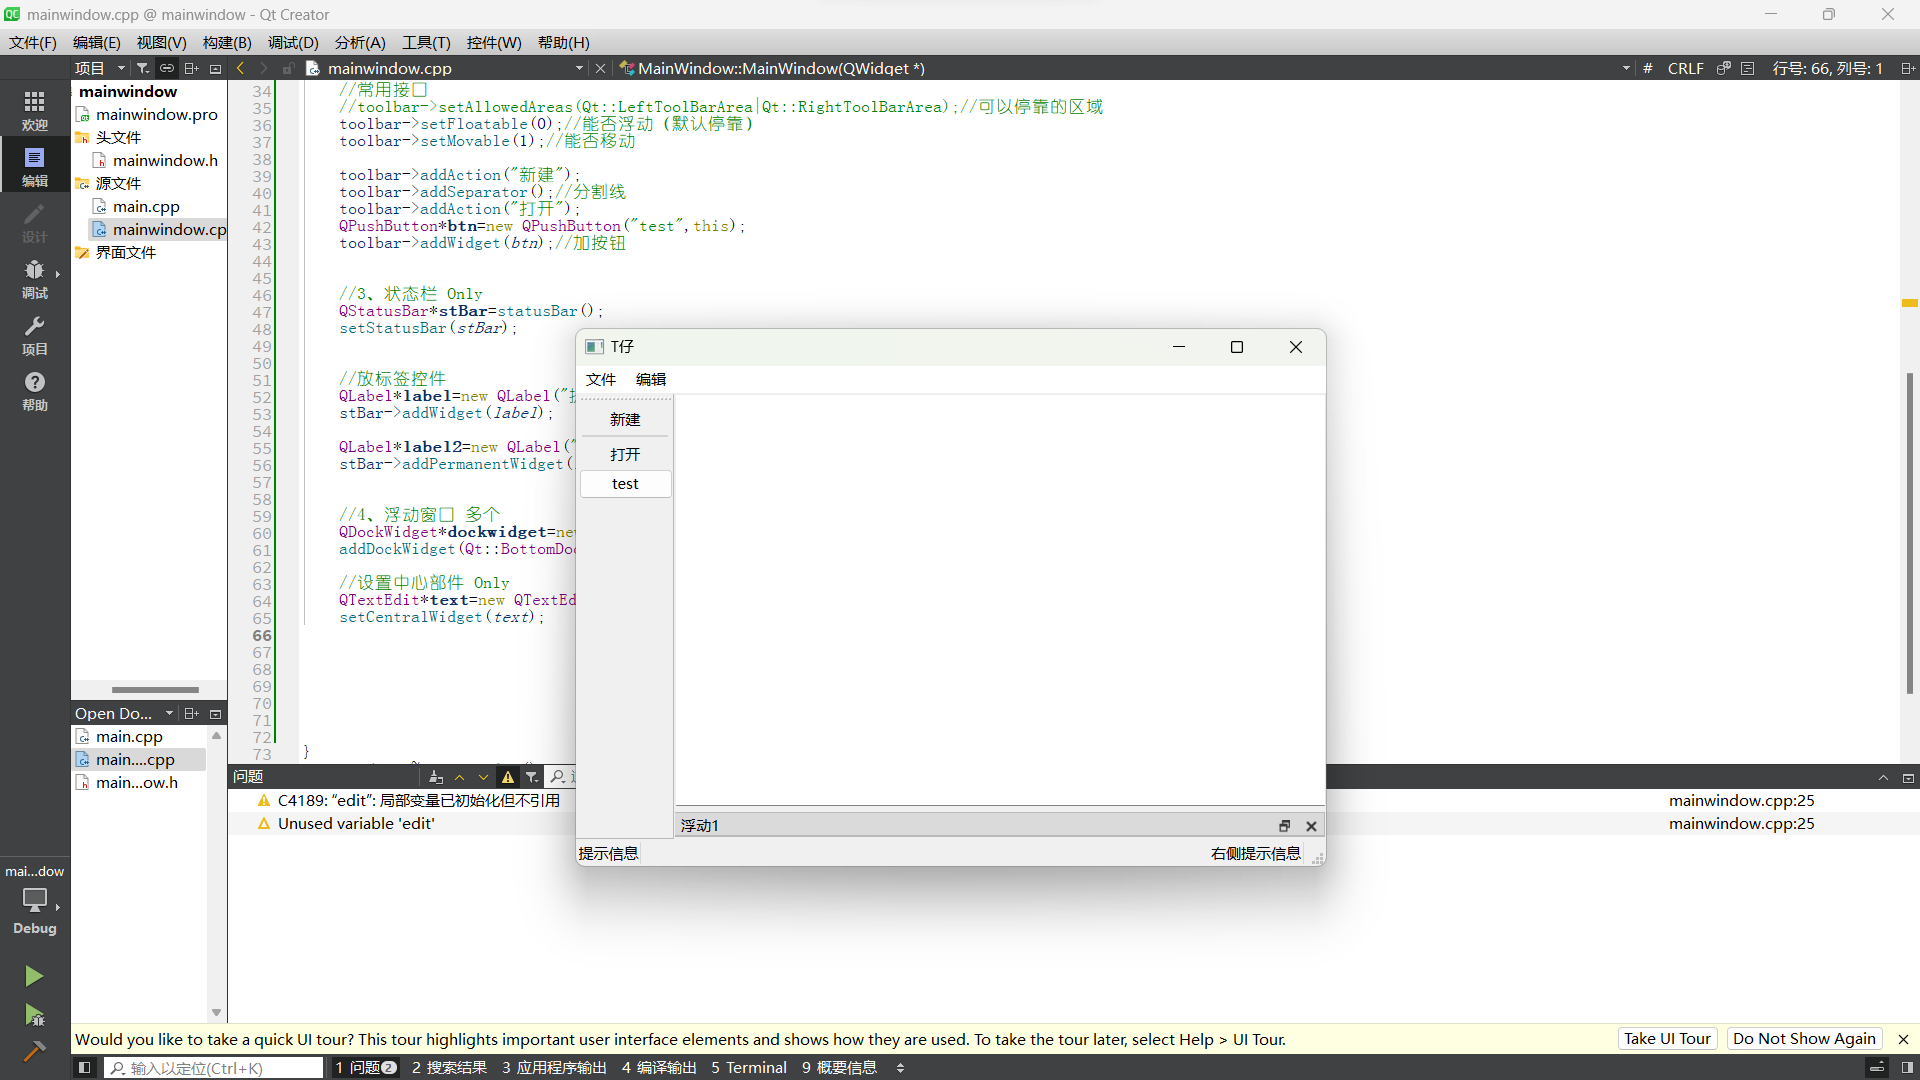 mainwindow.cpp @ mainwindow - Qt Creator
文件(F) 编辑(E) 视图(V) 构建(B) 调试(D) 分析(A) 工具(T) 控件(W) 帮助(H)
项目
mainwindow.cpp
MainWindow::MainWindow(QWidget *)
# CRLF 行号: 66, 列号: 1
欢迎
编辑
设计
调试
项目
帮助
mainwindow
mainwindow.pro
头文件
mainwindow.h
源文件
main.cpp
mainwindow.cp
界面文件
34 //常用接口
35 //toolbar->setAllowedAreas(Qt::LeftToolBarArea|Qt::RightToolBarArea);//可以停靠的区域
36 toolbar->setFloatable(0);//能否浮动 (默认停靠)
37 toolbar->setMovable(1);//能否移动
38
39 toolbar->addAction("新建");
40 toolbar->addSeparator();//分割线
41 toolbar->addAction("打开");
42 QPushButton*btn=new QPushButton("test",this);
43 toolbar->addWidget(btn);//加按钮
44
45
46 //3、状态栏 Only
47 QStatusBar*stBar=statusBar();
48 setStatusBar(stBar);
49
50
51 //放标签控件
52 QLabel*label=new QLabel("
53 stBar->addWidget(label);
54
55 QLabel*label2=new QLabel("
56 stBar->addPermanentWidget(
57
58
59 //4、浮动窗口 多个
60 QDockWidget*dockwidget=new
61 addDockWidget(Qt::BottomDo
62
63 //设置中心部件 Only
64 QTextEdit*text=new QTextEd
65 setCentralWidget(text);
66
67
68
69
70
71
72
73 }
T仔
文件 编辑
新建
打开
test
浮动1
提示信息 右侧提示信息
Open Do...
main.cpp
main....cpp
main...ow.h
问题
C4189: “edit”: 局部变量已初始化但不引用 mainwindow.cpp:25
Unused variable 'edit' mainwindow.cpp:25
mai...dow
Debug
Would you like to take a quick UI tour? This tour highlights important user interface elements and shows how they are used. To take the tour later, select Help > UI Tour.
Take UI Tour Do Not Show Again
输入以定位(Ctrl+K)
1 问题 2 2 搜索结果 3 应用程序输出 4 编译输出 5 Terminal 9 概要信息